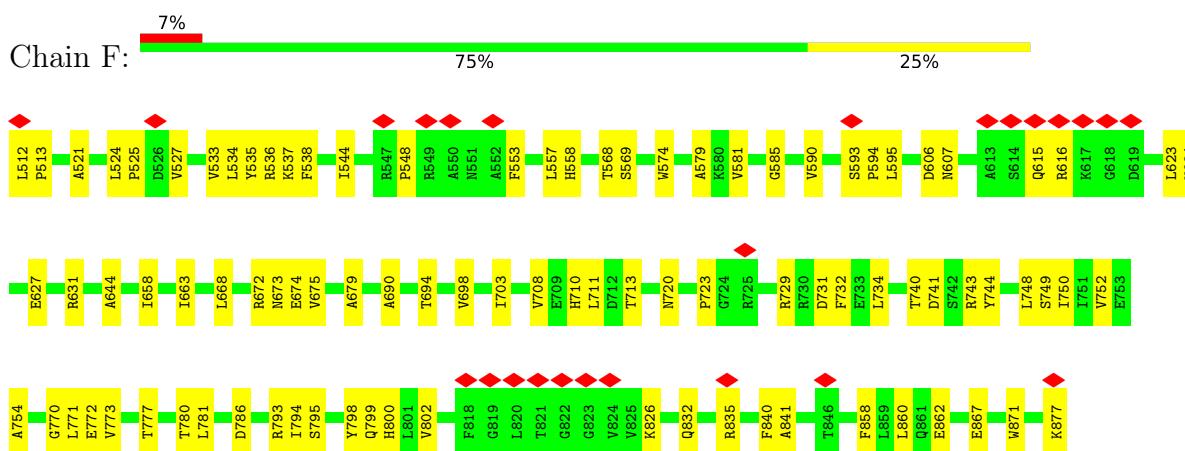 7%
Chain F:
75% 25%
L512 P513 A521 L524 P525 D526 V527 V533 L534 Y535 R536 K537 F538 I544 R547 P548 R549 A550 N551 A552 F553 L557 H558 T568 S569 W574 A579 K580 V581 G585 V590 S593 P594 L595 D606 N607 A613 S614 Q615 R616 K617 G618 D619 L623
E627 R631 A644 I658 I663 L668 R672 N673 E674 V675 A679 A690 T694 V698 I703 V708 E709 H710 L711 D712 T713 N720 P723 G724 R725 R729 R730 D731 F732 E733 L734 T740 D741 S742 R743 Y744 L748 S749 I750 I751 V752 E753
A754 G770 L771 E772 V773 T777 T780 L781 D786 R793 I794 S795 Y798 Q799 H800 L801 V802 F818 G819 L820 T821 G822 G823 V824 V825 K826 Q832 R835 F840 A841 T846 F858 L859 L860 Q861 E862 E867 W871 K877